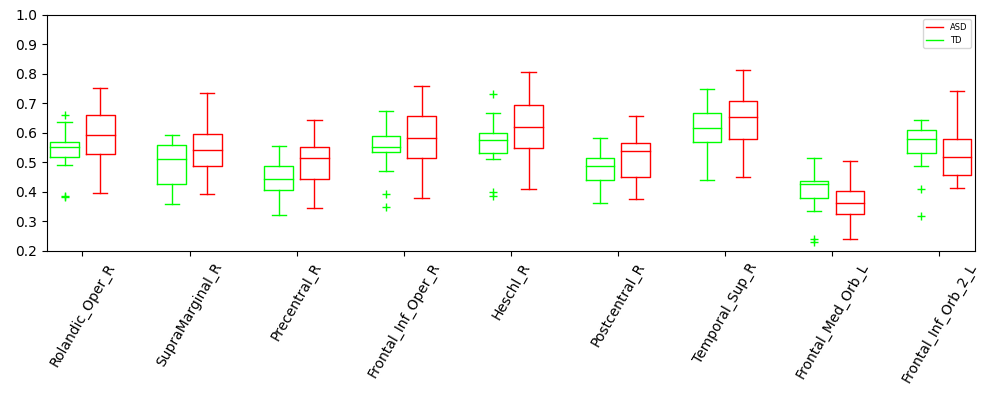 1.0
0.9
0.8
0.7
0.6
0.5
0.4
0.3
0.2
ASD
TD
Rolandic_Oper_R
SupraMarginal_R
Precentral_R
Frontal_Inf_Oper_R
Heschl_R
Postcentral_R
Temporal_Sup_R
Frontal_Med_Orb_L
Frontal_Inf_Orb_2_L